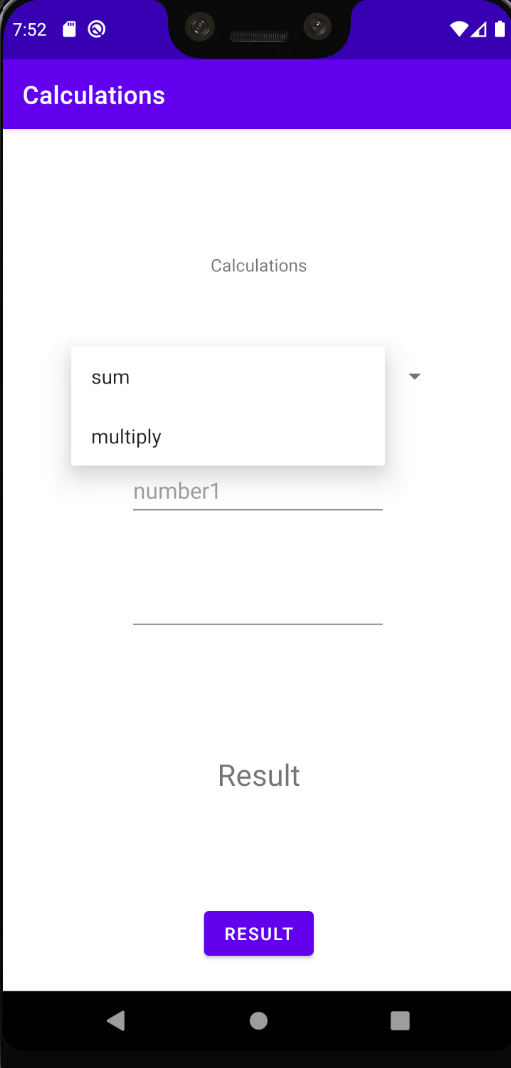 7:52
Calculations
Calculations
sum
multiply
number1
Result
RESULT